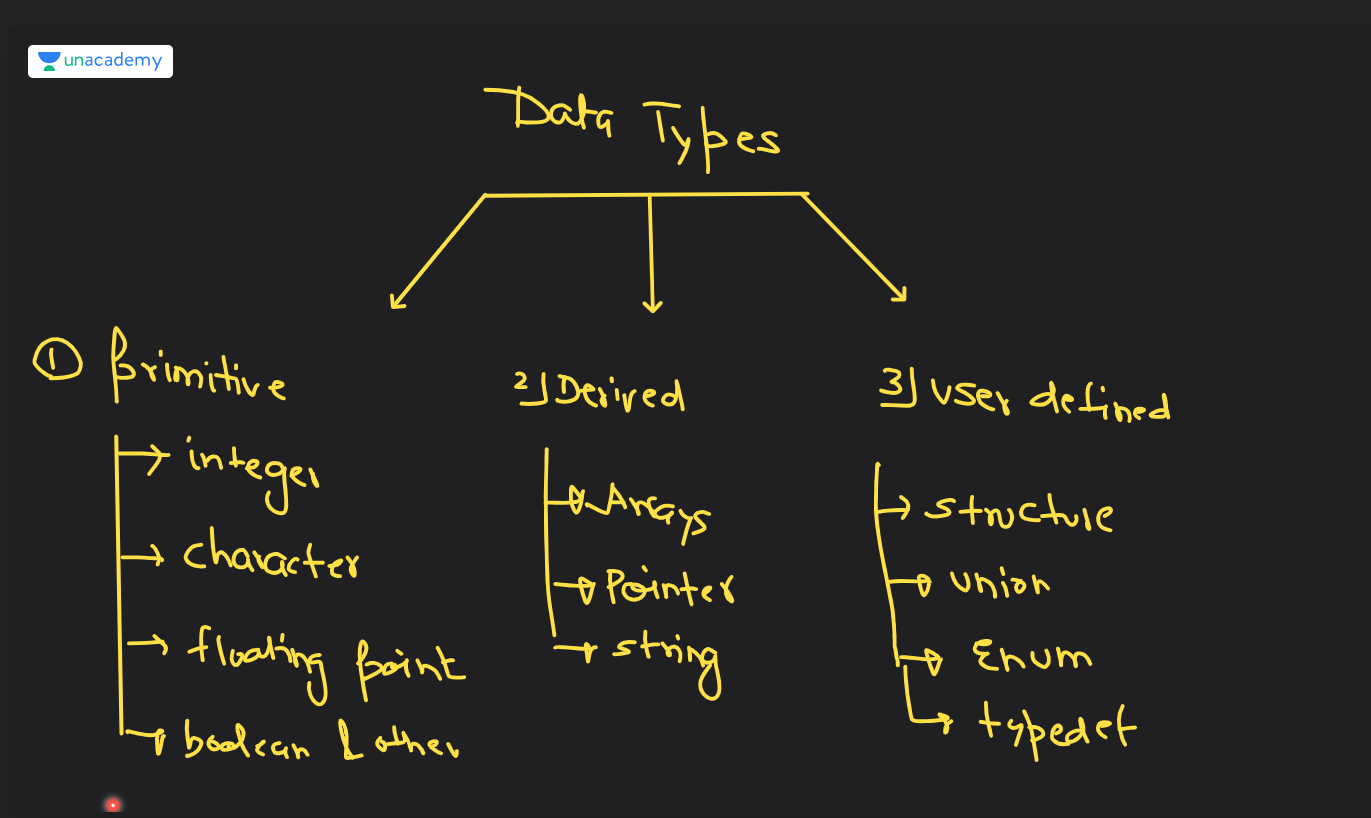 unacademy
Data Types
① Primitive
→ integer
→ character
→ floating point
→ boolean & other
2] Derived
→ Arrays
→ Pointer
→ string
3] User defined
→ structure
→ union
→ Enum
→ typedef